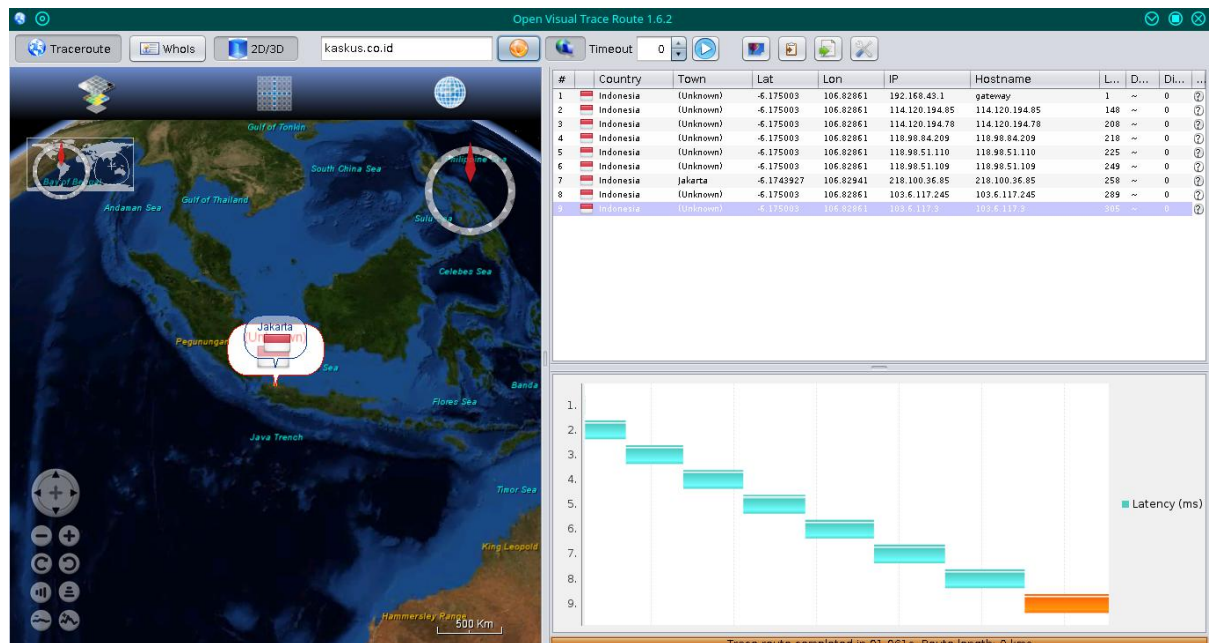 Open Visual Trace Route 1.6.2
Traceroute WhoIs 2D/3D kaskus.co.id Timeout 0
# Country Town Lat Lon IP Hostname L... D... Di... ...
1 Indonesia (Unknown) -6.175003 106.82861 192.168.43.1 gateway 1 ~ 0
2 Indonesia (Unknown) -6.175003 106.82861 114.120.194.85 114.120.194.85 148 ~ 0
3 Indonesia (Unknown) -6.175003 106.82861 114.120.194.78 114.120.194.78 208 ~ 0
4 Indonesia (Unknown) -6.175003 106.82861 118.98.84.209 118.98.84.209 218 ~ 0
5 Indonesia (Unknown) -6.175003 106.82861 118.98.51.110 118.98.51.110 225 ~ 0
6 Indonesia (Unknown) -6.175003 106.82861 118.98.51.109 118.98.51.109 249 ~ 0
7 Indonesia Jakarta -6.1743927 106.82941 218.100.36.85 218.100.36.85 258 ~ 0
8 Indonesia (Unknown) -6.175003 106.82861 103.6.117.245 103.6.117.245 289 ~ 0
9 Indonesia (Unknown) -6.175003 106.82861 103.6.117.3 103.6.117.3 305 ~ 0
Gulf of Tonkin
South China Sea
Philippine
Bay of Bengal
Andaman Sea
Gulf of Thailand
Sulu
Celebes Sea
Jakarta
(Unknown)
Pegunungan
Sea
Banda
Flores Sea
Java Trench
Timor Sea
King Leopold
Hammersley Range
500 Km
1.
2.
3.
4.
5.
6.
7.
8.
9.
Latency (ms)